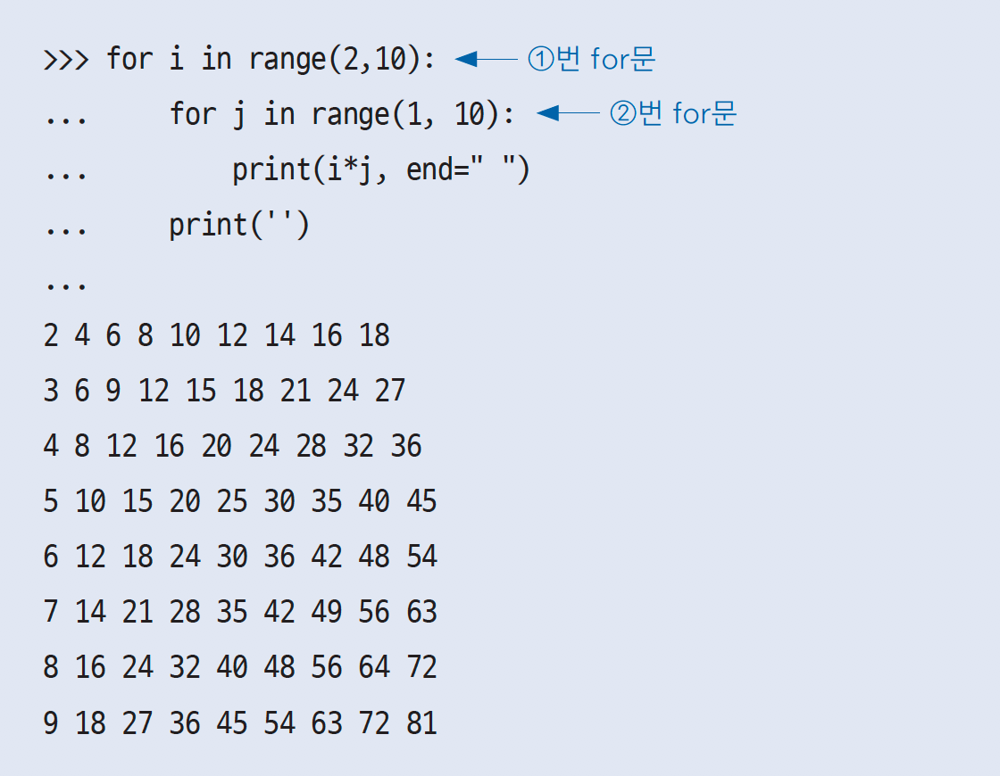 >>> for i in range(2,10): ①번 for문
...     for j in range(1, 10): ②번 for문
...         print(i*j, end=" ")
...     print('')
...
2 4 6 8 10 12 14 16 18
3 6 9 12 15 18 21 24 27
4 8 12 16 20 24 28 32 36
5 10 15 20 25 30 35 40 45
6 12 18 24 30 36 42 48 54
7 14 21 28 35 42 49 56 63
8 16 24 32 40 48 56 64 72
9 18 27 36 45 54 63 72 81